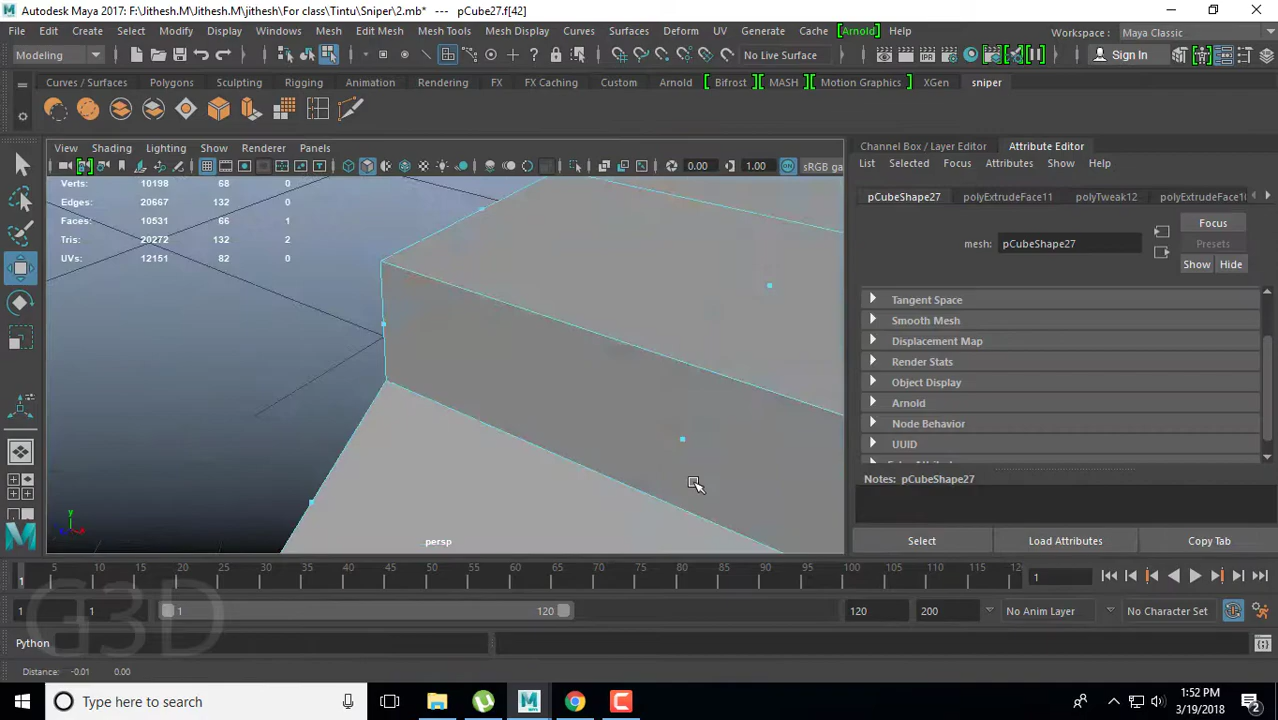 Autodesk Maya 2017: F:\Jithesh.M\Jithesh.M\jithesh\For class\Tintu\Sniper\2.mb* --- pCube27.f[42]
File Edit Create Select Modify Display Windows Mesh Edit Mesh Mesh Tools Mesh Display Curves Surfaces Deform UV Generate Cache Arnold Help Workspace : Maya Classic
Modeling No Live Surface Sign In
Curves / Surfaces Polygons Sculpting Rigging Animation Rendering FX FX Caching Custom Arnold Bifrost MASH Motion Graphics XGen sniper
View Shading Lighting Show Renderer Panels
0.00 1.00 ON sRGB ga
Verts: 10198 68 0
Edges: 20667 132 0
Faces: 10531 66 1
Tris: 20272 132 2
UVs: 12151 82 0
y
persp
Channel Box / Layer Editor Attribute Editor
List Selected Focus Attributes Show Help
pCubeShape27 polyExtrudeFace11 polyTweak12
Focus
Presets
mesh: pCubeShape27
Show Hide
Tangent Space
Smooth Mesh
Displacement Map
Render Stats
Object Display
Arnold
Node Behavior
UUID
Notes: pCubeShape27
Select Load Attributes Copy Tab
1 5 10 15 20 25 30 35 40 45 50 55 60 65 70 75 80 85 90 95 100 105 110 115 12 1
1 1 1 120 120 200 No Anim Layer No Character Set
G3D
Python
Distance: -0.01 0.00
Type here to search
1:52 PM
3/19/2018
2